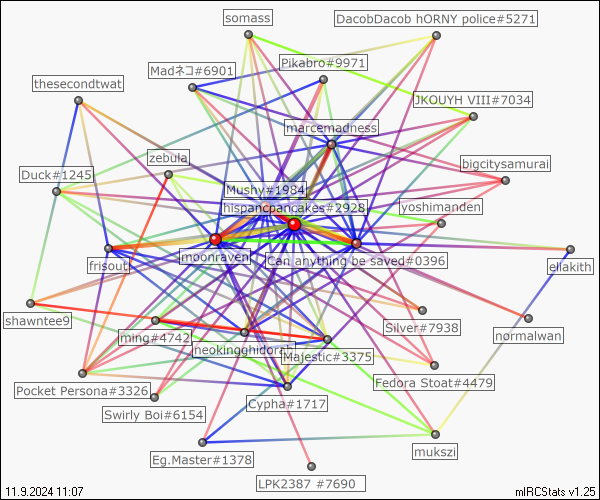 somass
DacobDacob hORNY police#5271
Pikabro#9971
Madネコ#6901
thesecondtwat
JKOUYH VIII#7034
marcemadness
zebula
bigcitysamurai
Duck#1245
Mushy#1984
hispancpancakes#2928
yoshimanden
moonraven
Can anything be saved#0396
frisout
ellakith
shawntee9
ming#4742
Silver#7938
normalwan
neokingghidorah
Majestic#3375
Pocket Persona#3326
Fedora Stoat#4479
Cypha#1717
Swirly Boi#6154
mukszi
Eg.Master#1378
LPK2387 #7690
11.9.2024 11:07
mIRCStats v1.25